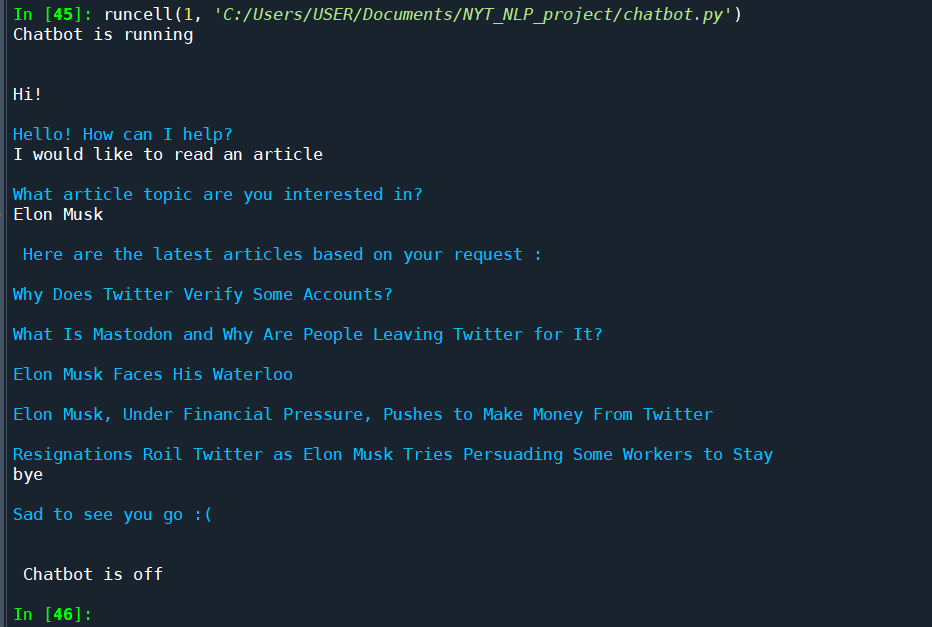 In [45]: runcell(1, 'C:/Users/USER/Documents/NYT_NLP_project/chatbot.py')
Chatbot is running
Hi!
Hello! How can I help?
I would like to read an article
What article topic are you interested in?
Elon Musk
Here are the latest articles based on your request :
Why Does Twitter Verify Some Accounts?
What Is Mastodon and Why Are People Leaving Twitter for It?
Elon Musk Faces His Waterloo
Elon Musk, Under Financial Pressure, Pushes to Make Money From Twitter
Resignations Roil Twitter as Elon Musk Tries Persuading Some Workers to Stay
bye
Sad to see you go :(
Chatbot is off
In [46]: